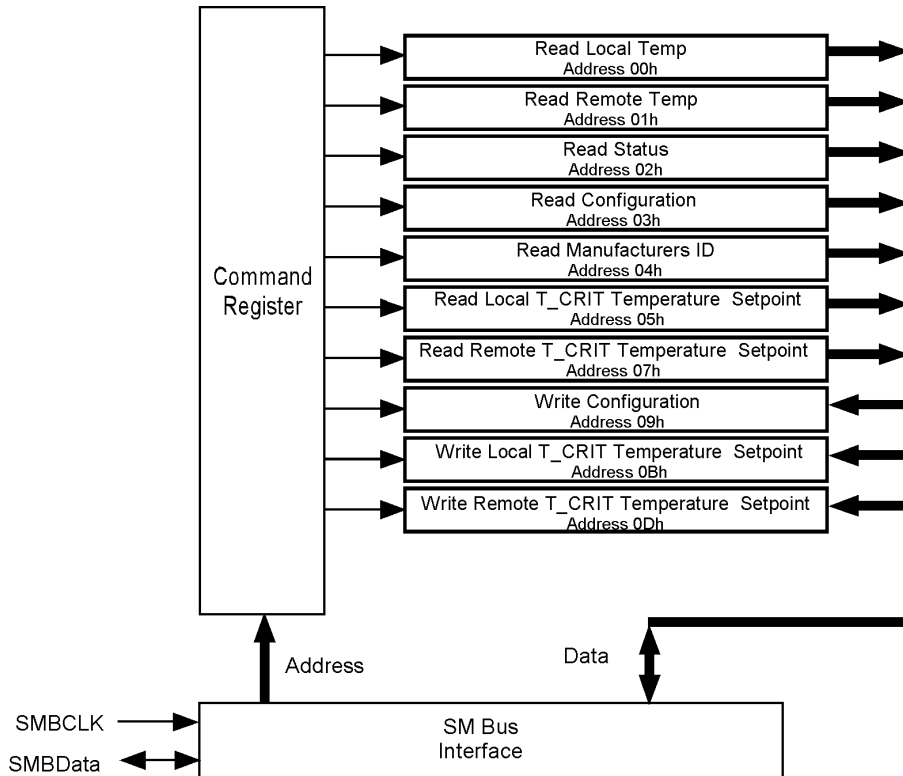 Read Local Temp
Address 00h
Read Remote Temp
Address 01h
Read Status
Address 02h
Read Configuration
Address 03h
Read Manufacturers ID
Address 04h
Command
Register
Read Local T_CRIT Temperature Setpoint
Address 05h
Read Remote T_CRIT Temperature Setpoint
Address 07h
Write Configuration
Address 09h
Write Local T_CRIT Temperature Setpoint
Address 0Bh
Write Remote T_CRIT Temperature Setpoint
Address 0Dh
Address
Data
SMBCLK
SMBData
SM Bus
Interface